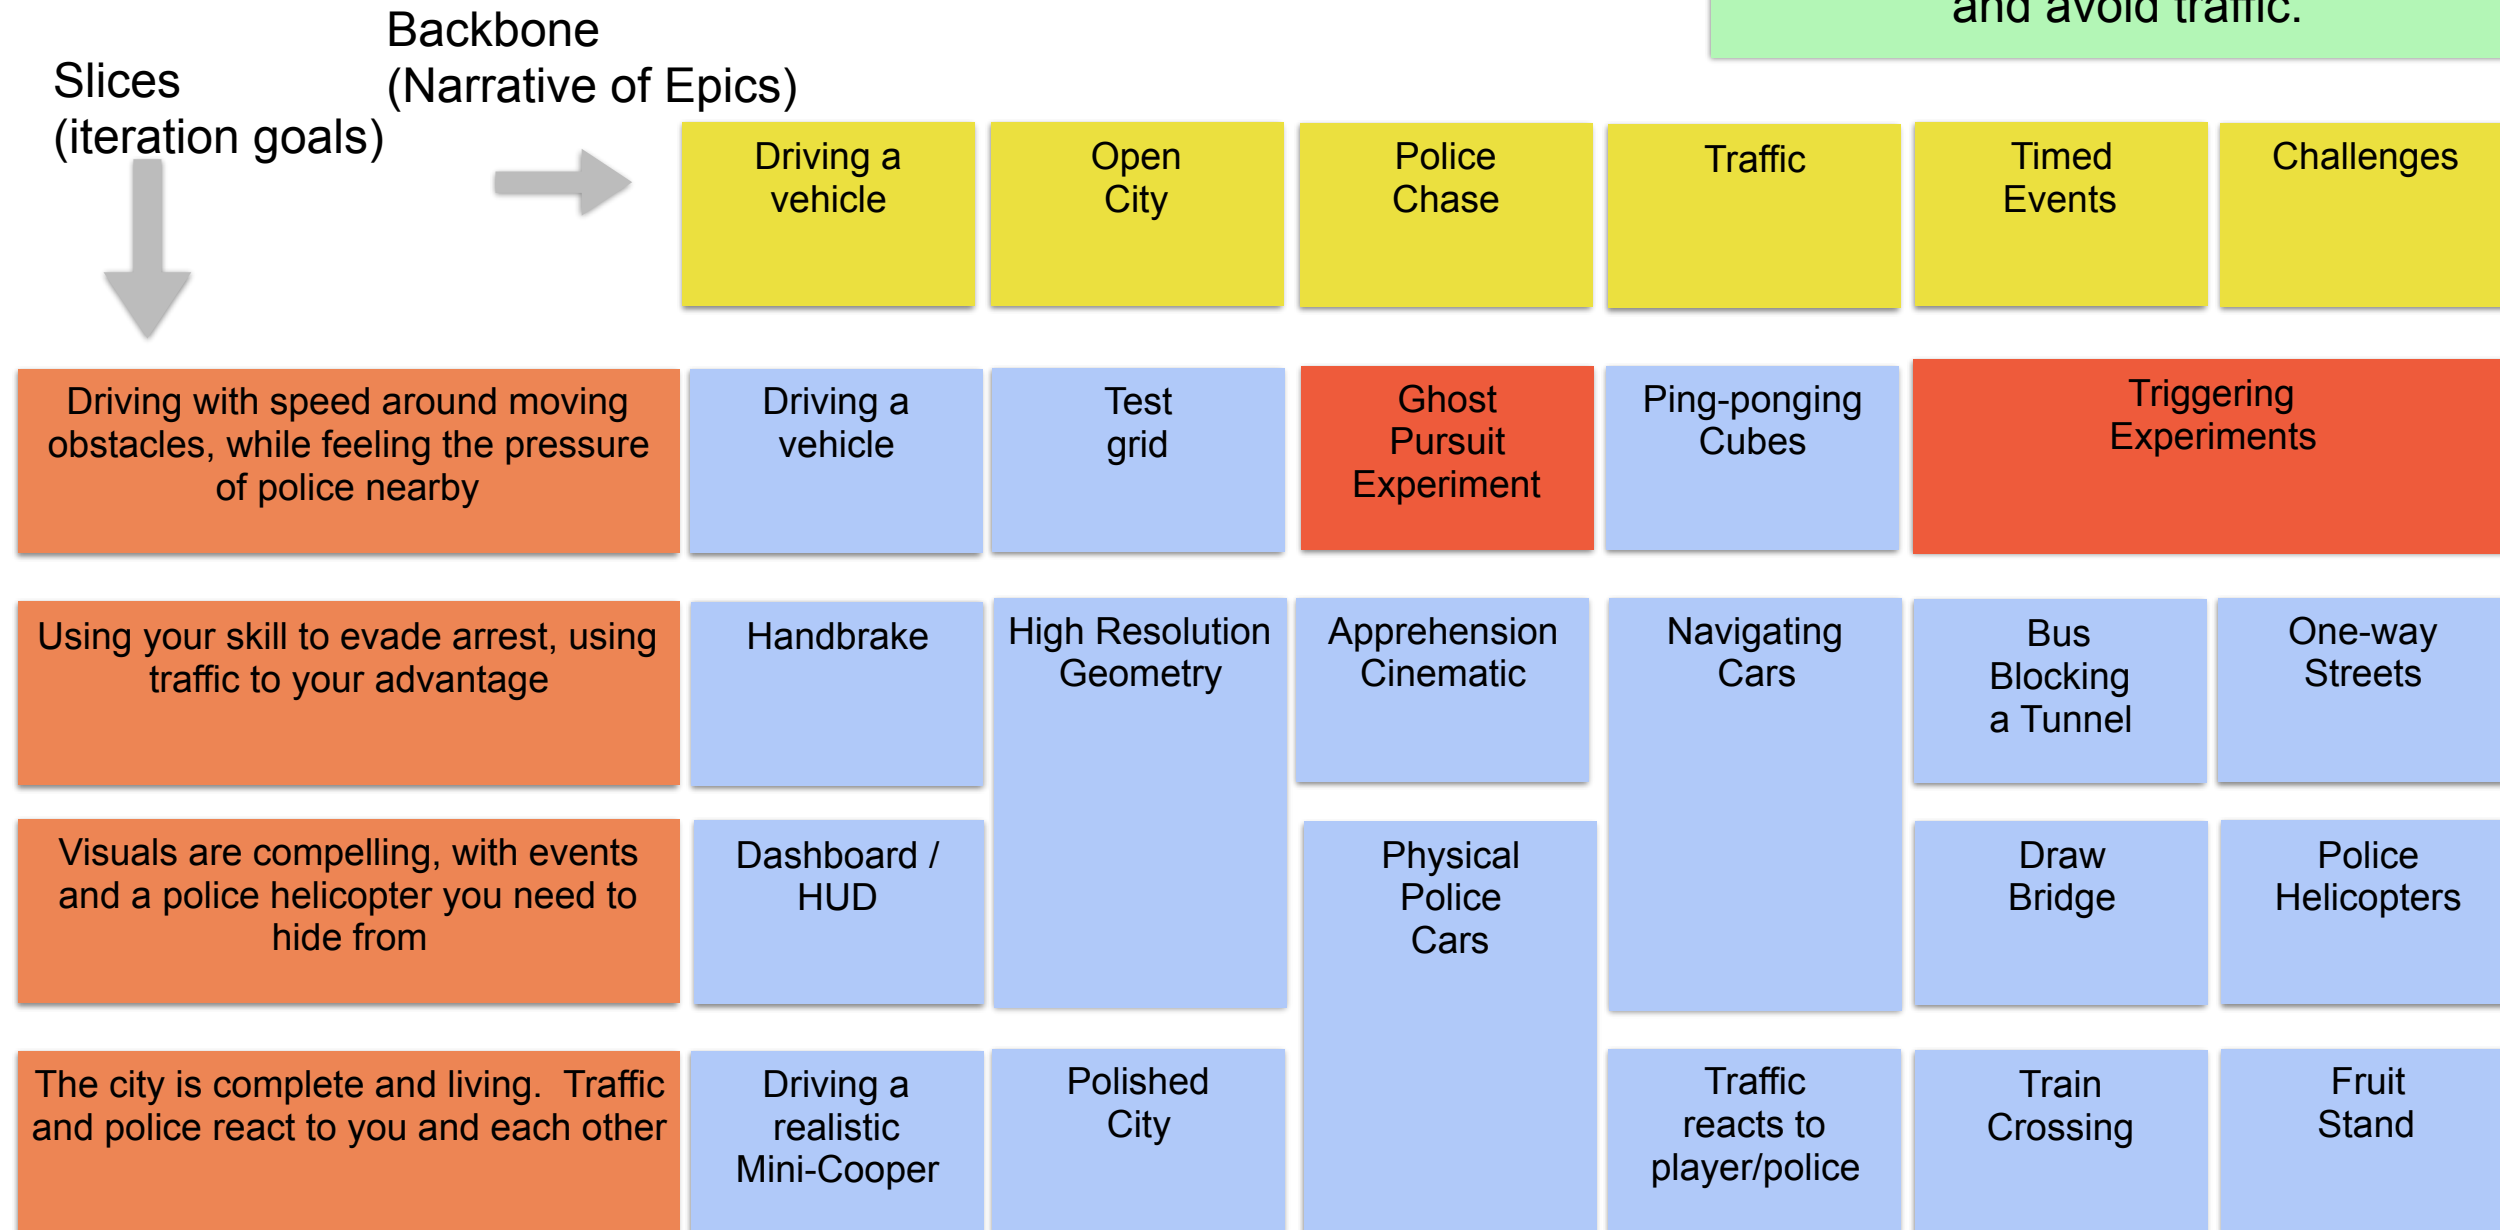 and avoid traffic.
Backbone
(Narrative of Epics)
Slices
(iteration goals)
Driving a
vehicle
Open
City
Police
Chase
Traffic
Timed
Events
Challenges
Driving with speed around moving
obstacles, while feeling the pressure
of police nearby
Driving a
vehicle
Test
grid
Ghost
Pursuit
Experiment
Ping-ponging
Cubes
Triggering
Experiments
Using your skill to evade arrest, using
traffic to your advantage
Handbrake
High Resolution
Geometry
Apprehension
Cinematic
Navigating
Cars
Bus
Blocking
a Tunnel
One-way
Streets
Visuals are compelling, with events
and a police helicopter you need to
hide from
Dashboard /
HUD
Physical
Police
Cars
Draw
Bridge
Police
Helicopters
The city is complete and living.  Traffic
and police react to you and each other
Driving a
realistic
Mini-Cooper
Polished
City
Traffic
reacts to
player/police
Train
Crossing
Fruit
Stand